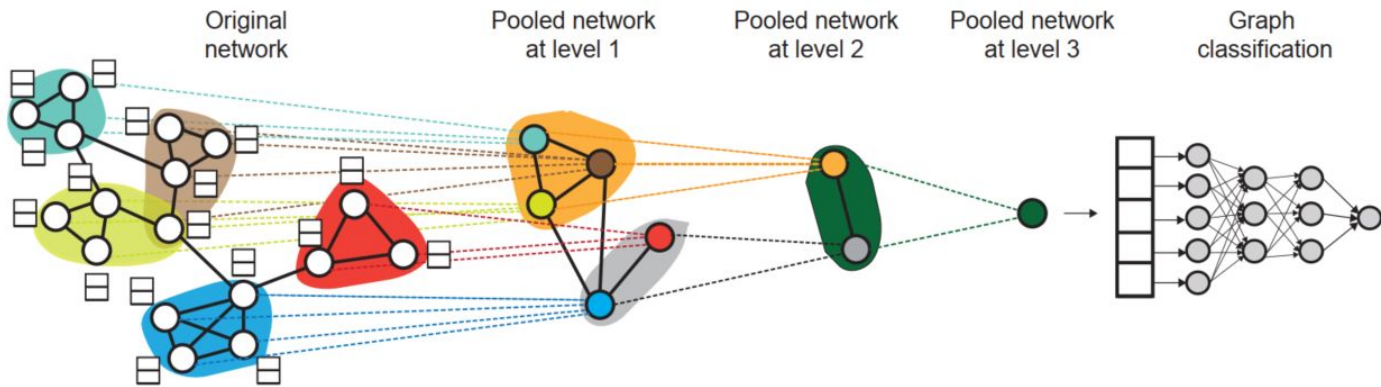 Original
network
Pooled network
at level 1
Pooled network
at level 2
Pooled network
at level 3
Graph
classification